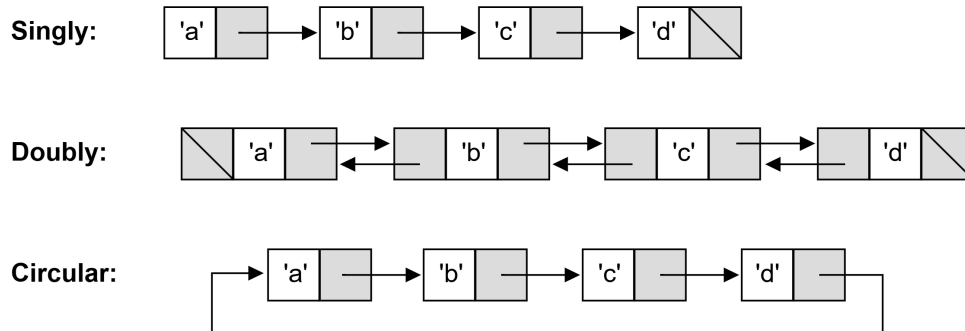 Singly: 'a' 'b' 'c' 'd'
Doubly: 'a' 'b' 'c' 'd'
Circular: 'a' 'b' 'c' 'd'